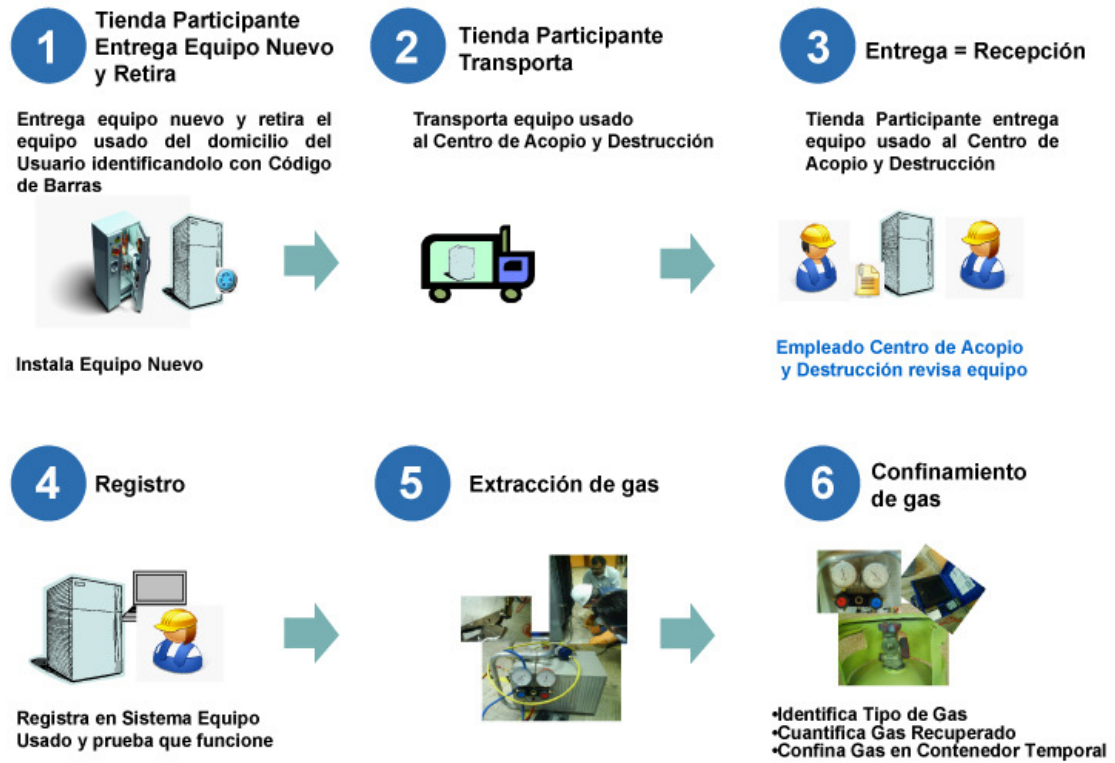 1
Tienda Participante
Entrega Equipo Nuevo
y Retira
Entrega equipo nuevo y retira el
equipo usado del domicilio del
Usuario identificandolo con Código
de Barras
Instala Equipo Nuevo
2
Tienda Participante
Transporta
Transporta equipo usado
al Centro de Acopio y Destrucción
3
Entrega = Recepción
Tienda Participante entrega
equipo usado al Centro de
Acopio y Destrucción
Empleado Centro de Acopio
y Destrucción revisa equipo
4
Registro
Registra en Sistema Equipo
Usado y prueba que funcione
5
Extracción de gas
6
Confinamiento
de gas
•Identifica Tipo de Gas
•Cuantifica Gas Recuperado
•Confina Gas en Contenedor Temporal